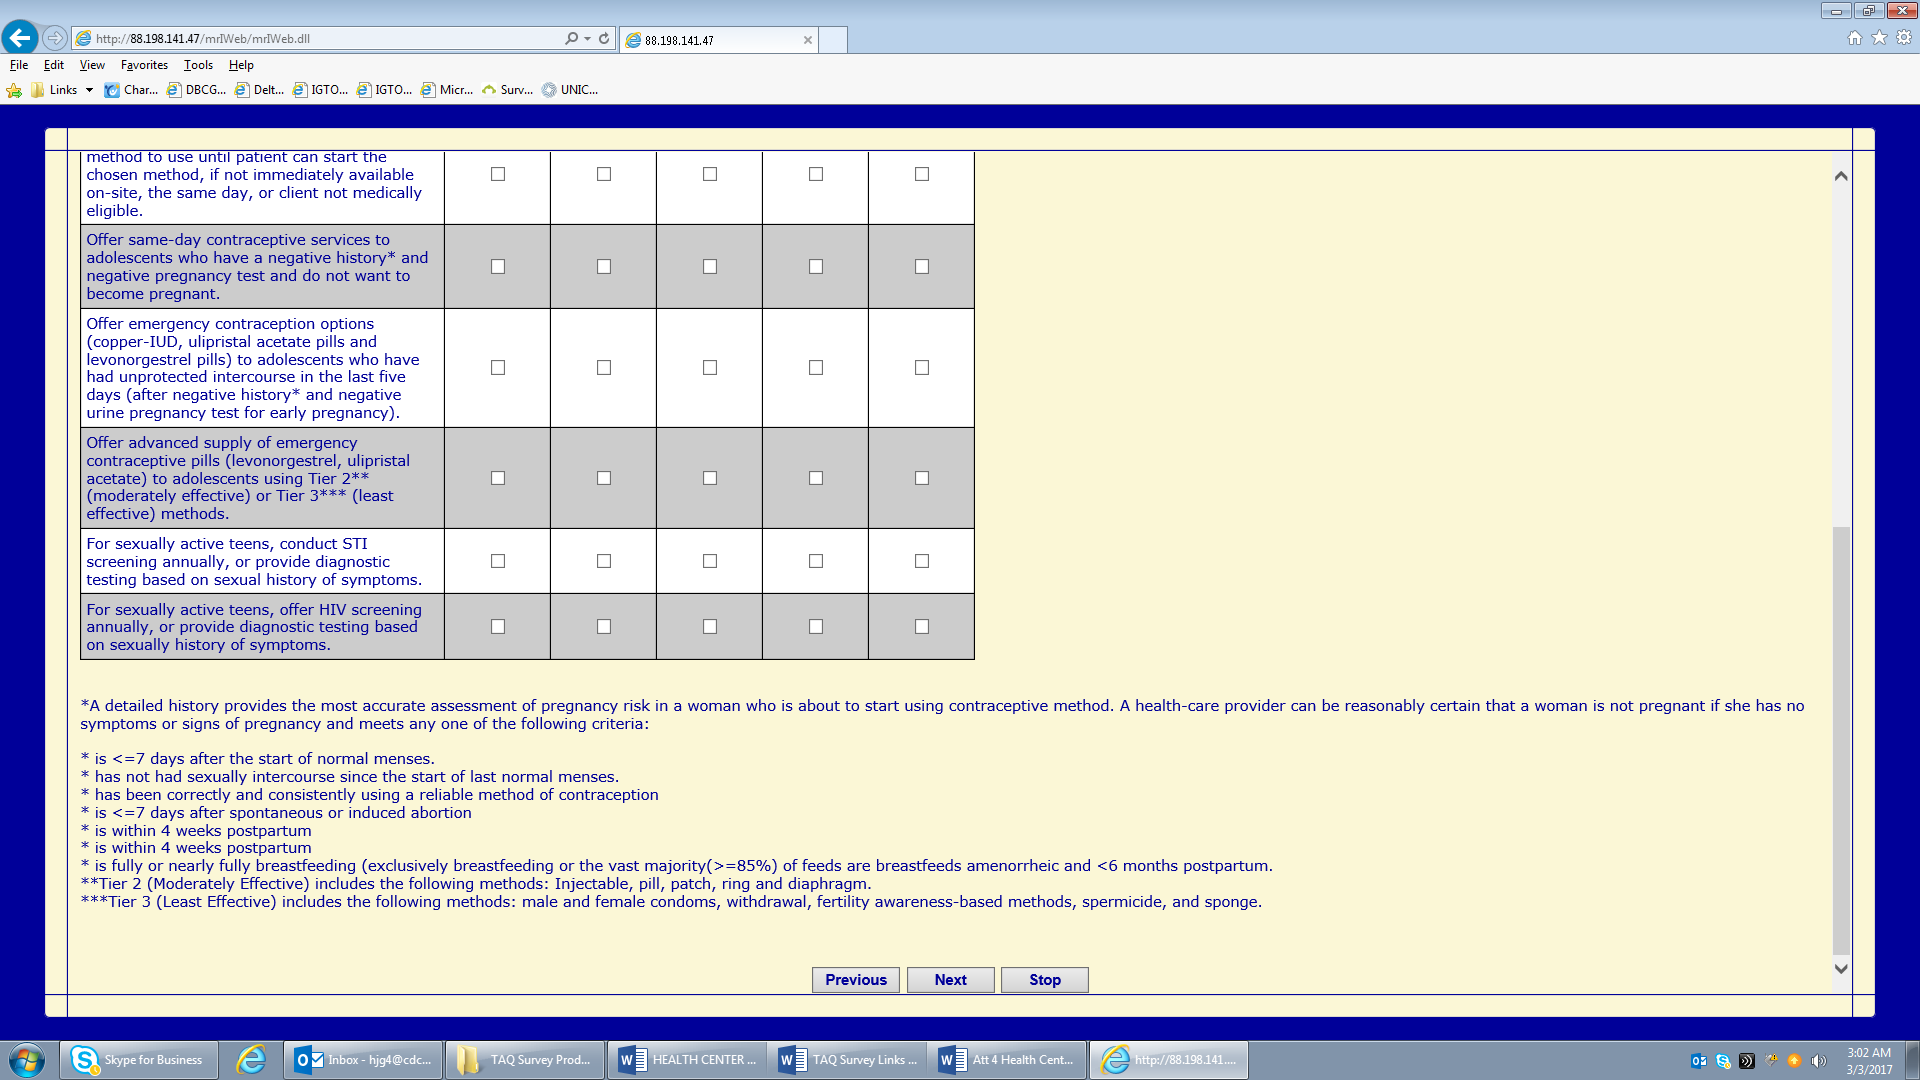 http://88.198.141.47/mrIWeb/mrIWeb.dll
88.198.141.47
File Edit View Favorites Tools Help
Links Char... DBCG... Delt... IGTO... IGTO... Micr... Surv... UNIC...
method to use until patient can start the
chosen method, if not immediately available
on-site, the same day, or client not medically
eligible.
Offer same-day contraceptive services to
adolescents who have a negative history* and
negative pregnancy test and do not want to
become pregnant.
Offer emergency contraception options
(copper-IUD, ulipristal acetate pills and
levonorgestrel pills) to adolescents who have
had unprotected intercourse in the last five
days (after negative history* and negative
urine pregnancy test for early pregnancy).
Offer advanced supply of emergency
contraceptive pills (levonorgestrel, ulipristal
acetate) to adolescents using Tier 2**
(moderately effective) or Tier 3*** (least
effective) methods.
For sexually active teens, conduct STI
screening annually, or provide diagnostic
testing based on sexual history of symptoms.
For sexually active teens, offer HIV screening
annually, or provide diagnostic testing based
on sexually history of symptoms.
*A detailed history provides the most accurate assessment of pregnancy risk in a woman who is about to start using contraceptive method. A health-care provider can be reasonably certain that a woman is not pregnant if she has no
symptoms or signs of pregnancy and meets any one of the following criteria:
* is <=7 days after the start of normal menses.
* has not had sexually intercourse since the start of last normal menses.
* has been correctly and consistently using a reliable method of contraception
* is <=7 days after spontaneous or induced abortion
* is within 4 weeks postpartum
* is within 4 weeks postpartum
* is fully or nearly fully breastfeeding (exclusively breastfeeding or the vast majority(>=85%) of feeds are breastfeeds amenorrheic and <6 months postpartum.
**Tier 2 (Moderately Effective) includes the following methods: Injectable, pill, patch, ring and diaphragm.
***Tier 3 (Least Effective) includes the following methods: male and female condoms, withdrawal, fertility awareness-based methods, spermicide, and sponge.
Previous Next Stop
Skype for Business Inbox - hjg4@cdc... TAQ Survey Prod... HEALTH CENTER ... TAQ Survey Links ... Att 4 Health Cent... http://88.198.141....
3:02 AM
3/3/2017